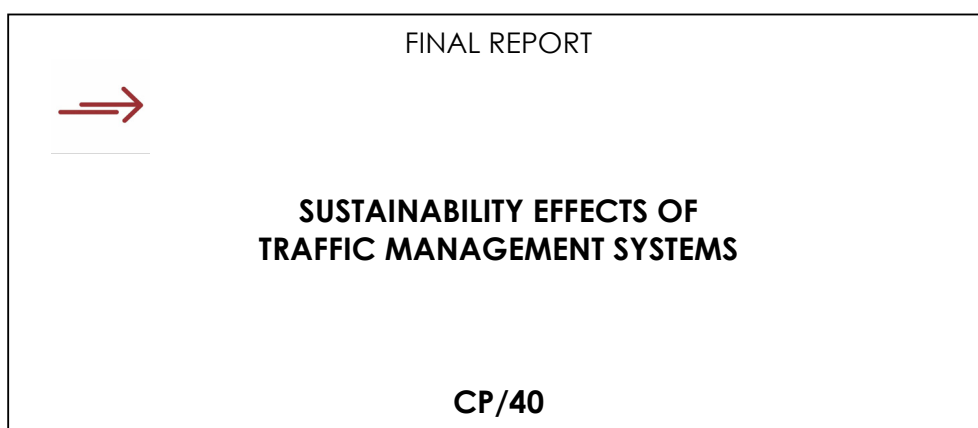 FINAL REPORT
SUSTAINABILITY EFFECTS OF
TRAFFIC MANAGEMENT SYSTEMS
CP/40